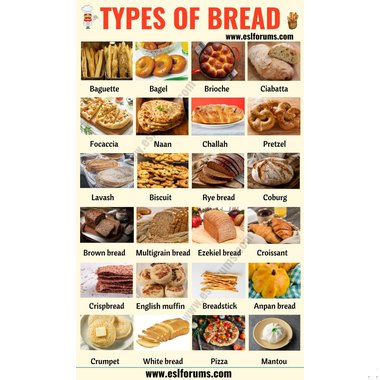 TYPES OF BREAD
www.eslforums.com
Baguette Bagel Brioche Ciabatta
Focaccia Naan Challah Pretzel
Lavash Biscuit Rye bread Coburg
Brown bread Multigrain bread Ezekiel bread Croissant
Crispbread English muffin Breadstick Anpan bread
Crumpet White bread Pizza Mantou
www.eslforums.com